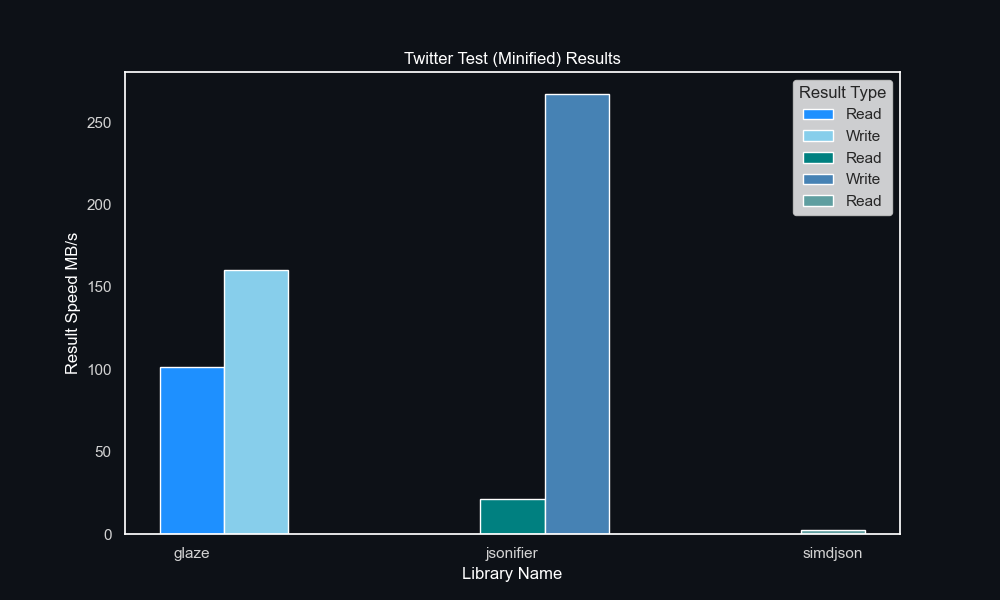 Twitter Test (Minified) Results
Result Type
Read
Write
Read
Write
Read
Result Speed MB/s
250
200
150
100
50
0
glaze jsonifier simdjson
Library Name